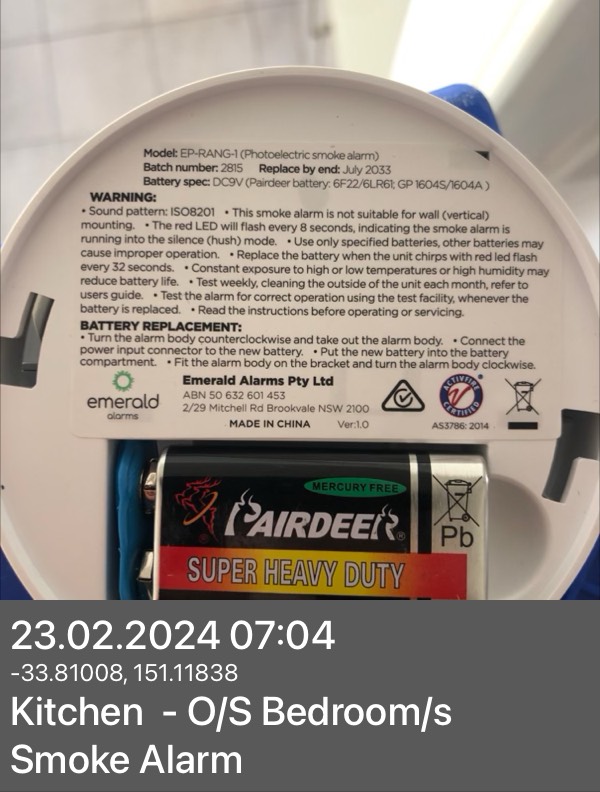 Model: EP-RANG-1 (Photoelectric smoke alarm)
Batch number: 2815 Replace by end: July 2033
Battery spec: DC9V (Pairdeer battery: 6F22/6LR61; GP 1604S/1604A )
WARNING:
• Sound pattern: ISO8201 • This smoke alarm is not suitable for wall (vertical)
mounting. • The red LED will flash every 8 seconds, indicating the smoke alarm is
running into the silence (hush) mode. • Use only specified batteries, other batteries may
cause improper operation. • Replace the battery when the unit chirps with red led flash
every 32 seconds. • Constant exposure to high or low temperatures or high humidity may
reduce battery life. • Test weekly, cleaning the outside of the unit each month, refer to
users guide. • Test the alarm for correct operation using the test facility, whenever the
battery is replaced. • Read the instructions before operating or servicing.
BATTERY REPLACEMENT:
• Turn the alarm body counterclockwise and take out the alarm body. • Connect the
power input connector to the new battery. • Put the new battery into the battery
compartment. • Fit the alarm body on the bracket and turn the alarm body clockwise.
emerald
alarms
Emerald Alarms Pty Ltd
ABN 50 632 601 453
2/29 Mitchell Rd Brookvale NSW 2100
MADE IN CHINA Ver:1.0
ACTIVFIRE
CERTIFIED
AS3786: 2014
MERCURY FREE
PAIRDEER®
Pb
SUPER HEAVY DUTY
23.02.2024 07:04
-33.81008, 151.11838
Kitchen - O/S Bedroom/s
Smoke Alarm